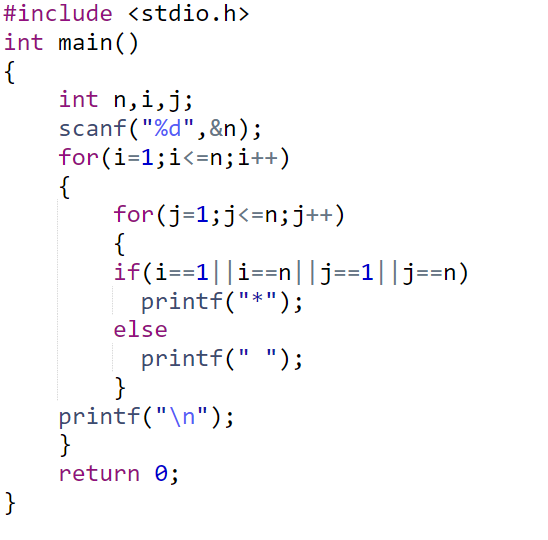 #include <stdio.h>
int main()
{
    int n,i,j;
    scanf("%d",&n);
    for(i=1;i<=n;i++)
    {
        for(j=1;j<=n;j++)
        {
        if(i==1||i==n||j==1||j==n)
          printf("*");
        else
          printf(" ");
        }
    printf("\n");
    }
    return 0;
}